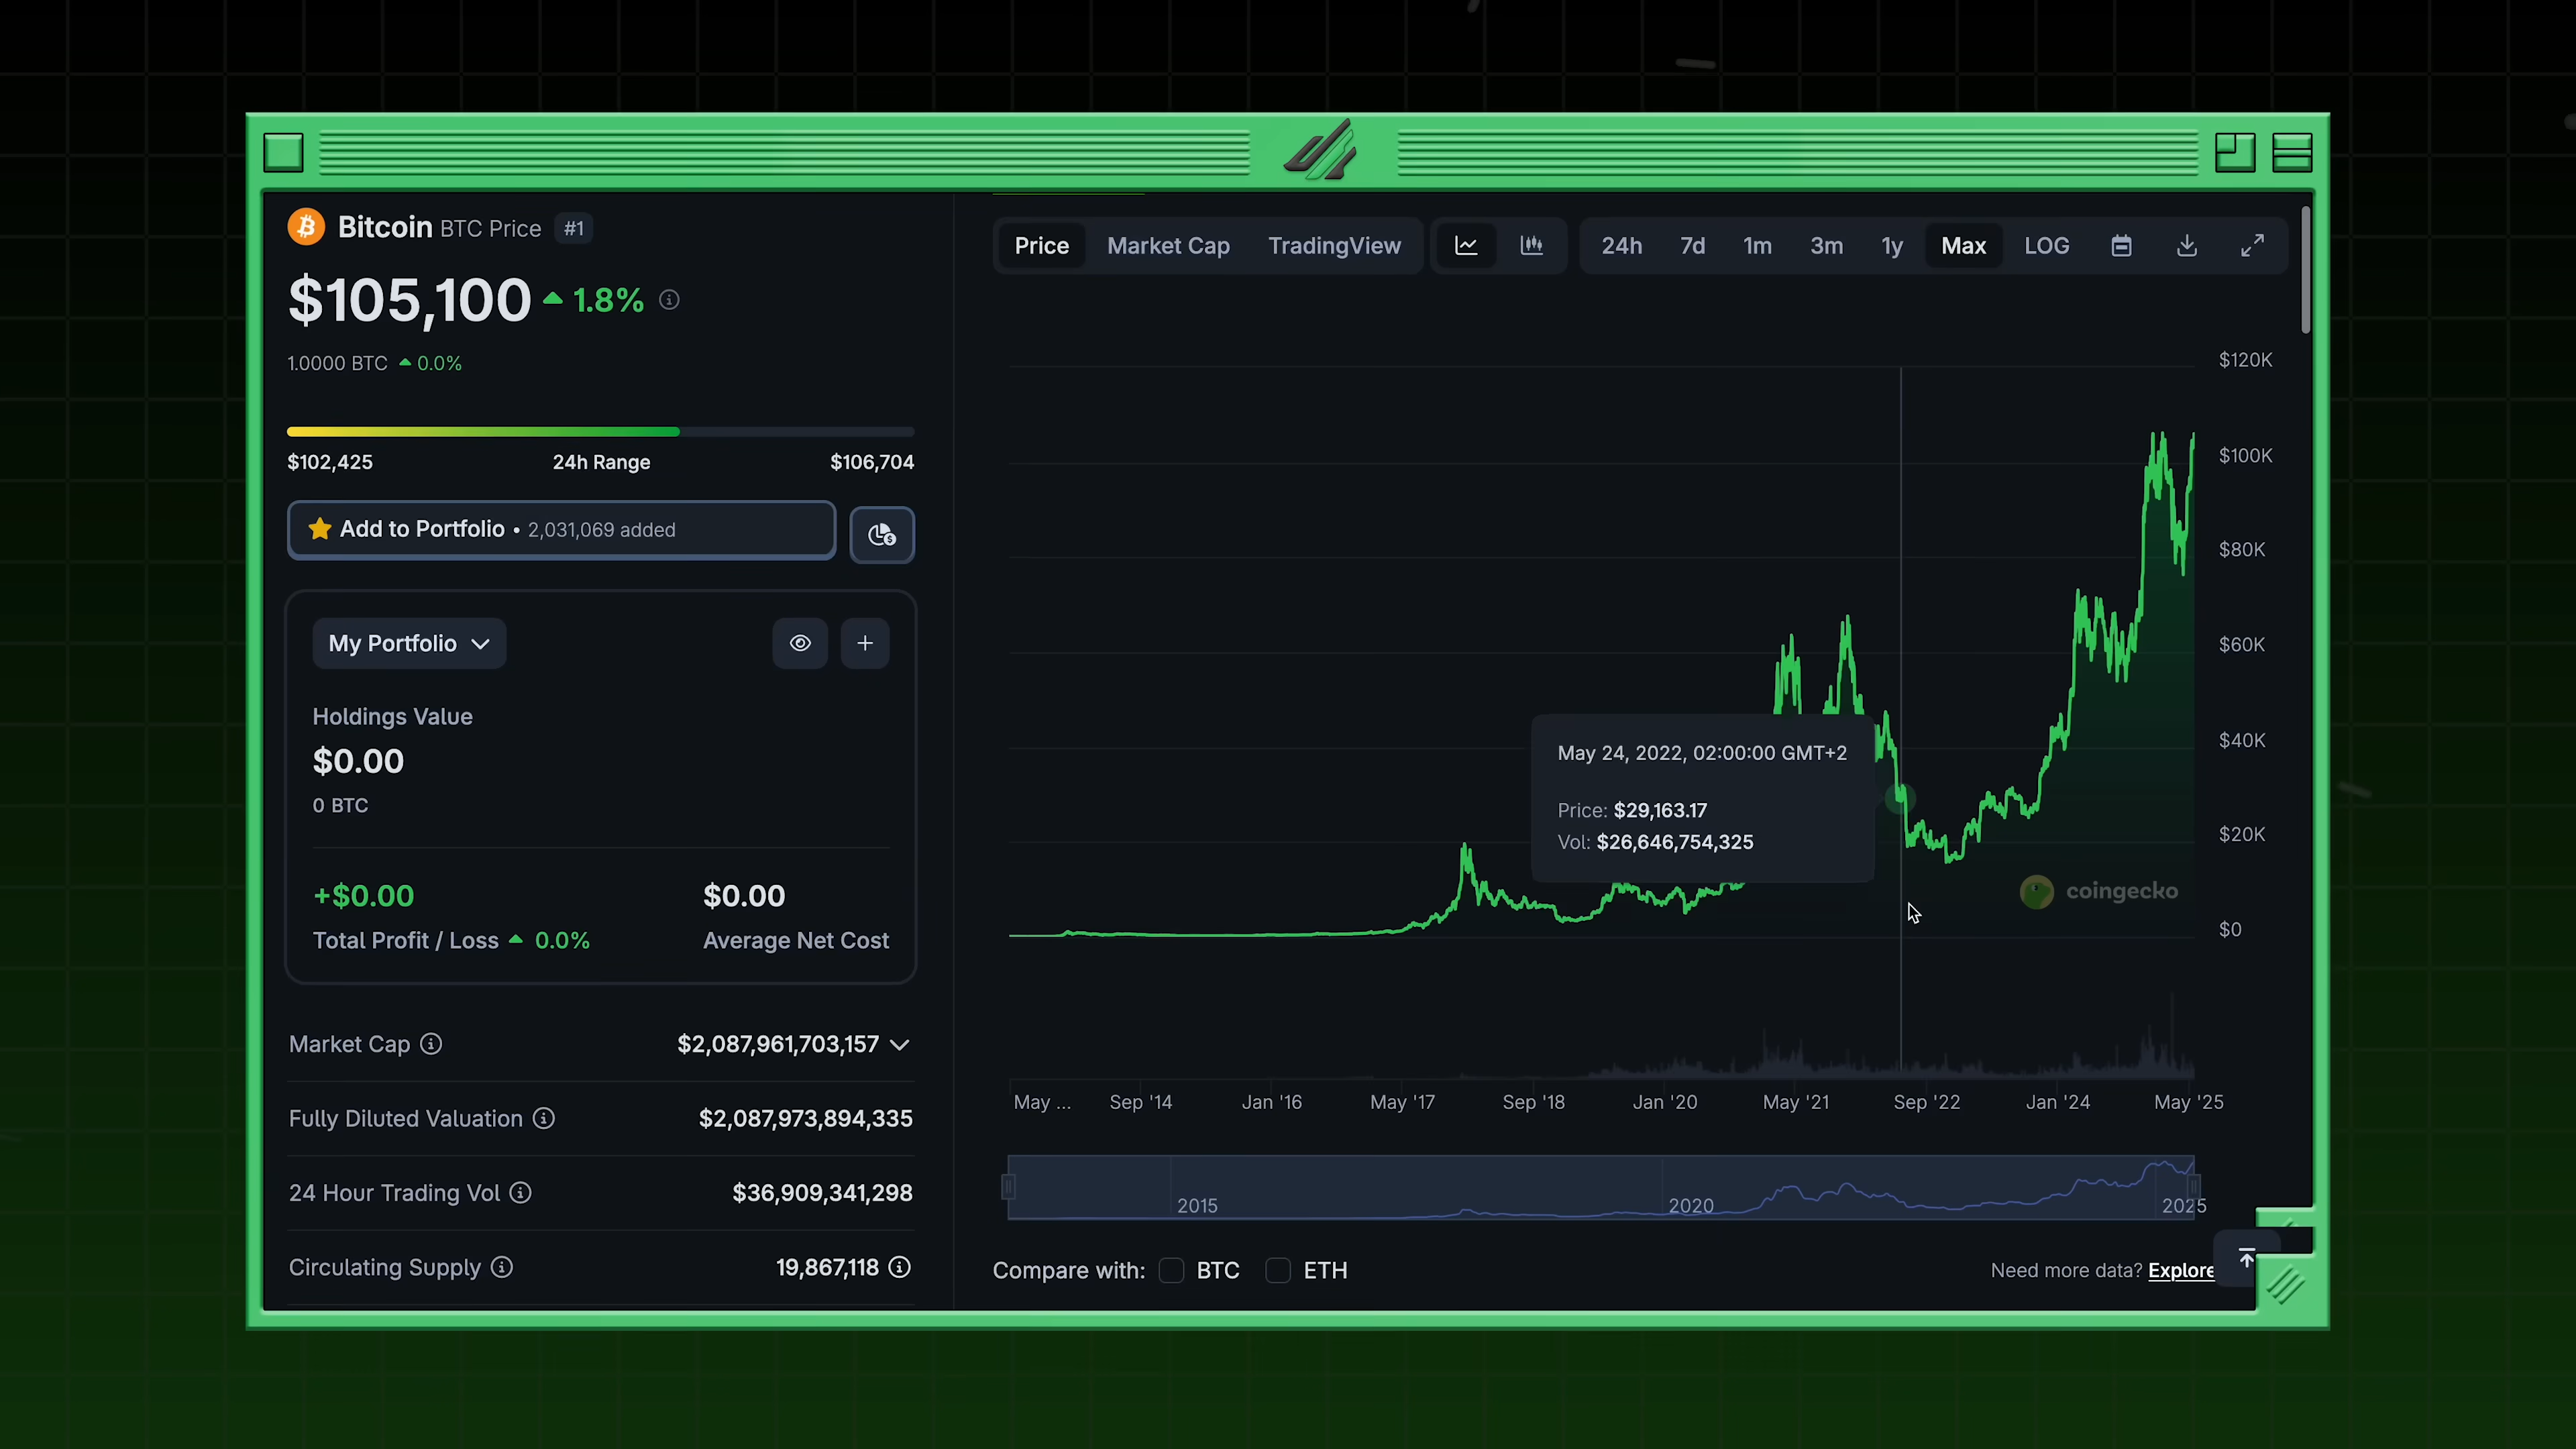 Bitcoin BTC Price #1
$105,100 1.8%
1.0000 BTC 0.0%
$102,425 24h Range $106,704
Add to Portfolio • 2,031,069 added
My Portfolio
Holdings Value
$0.00
0 BTC
+$0.00 $0.00
Total Profit / Loss 0.0% Average Net Cost
Market Cap $2,087,961,703,157
Fully Diluted Valuation $2,087,973,894,335
24 Hour Trading Vol $36,909,341,298
Circulating Supply 19,867,118
Price Market Cap TradingView 24h 7d 1m 3m 1y Max LOG
$120K
$100K
$80K
$60K
$40K
$20K
$0
May 24, 2022, 02:00:00 GMT+2
Price: $29,163.17
Vol: $26,646,754,325
coingecko
May ... Sep '14 Jan '16 May '17 Sep '18 Jan '20 May '21 Sep '22 Jan '24 May '25
2015 2020 2025
Compare with: BTC ETH
Need more data? Explore